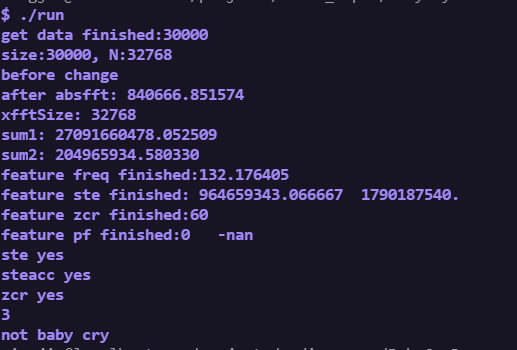 $ ./run
get data finished:30000
size:30000, N:32768
before change
after absfft: 840666.851574
xfftSize: 32768
sum1: 27091660478.052509
sum2: 204965934.580330
feature freq finished:132.176405
feature ste finished: 964659343.066667  1790187540.
feature zcr finished:60
feature pf finished:0   -nan
ste yes
steacc yes
zcr yes
3
not baby cry